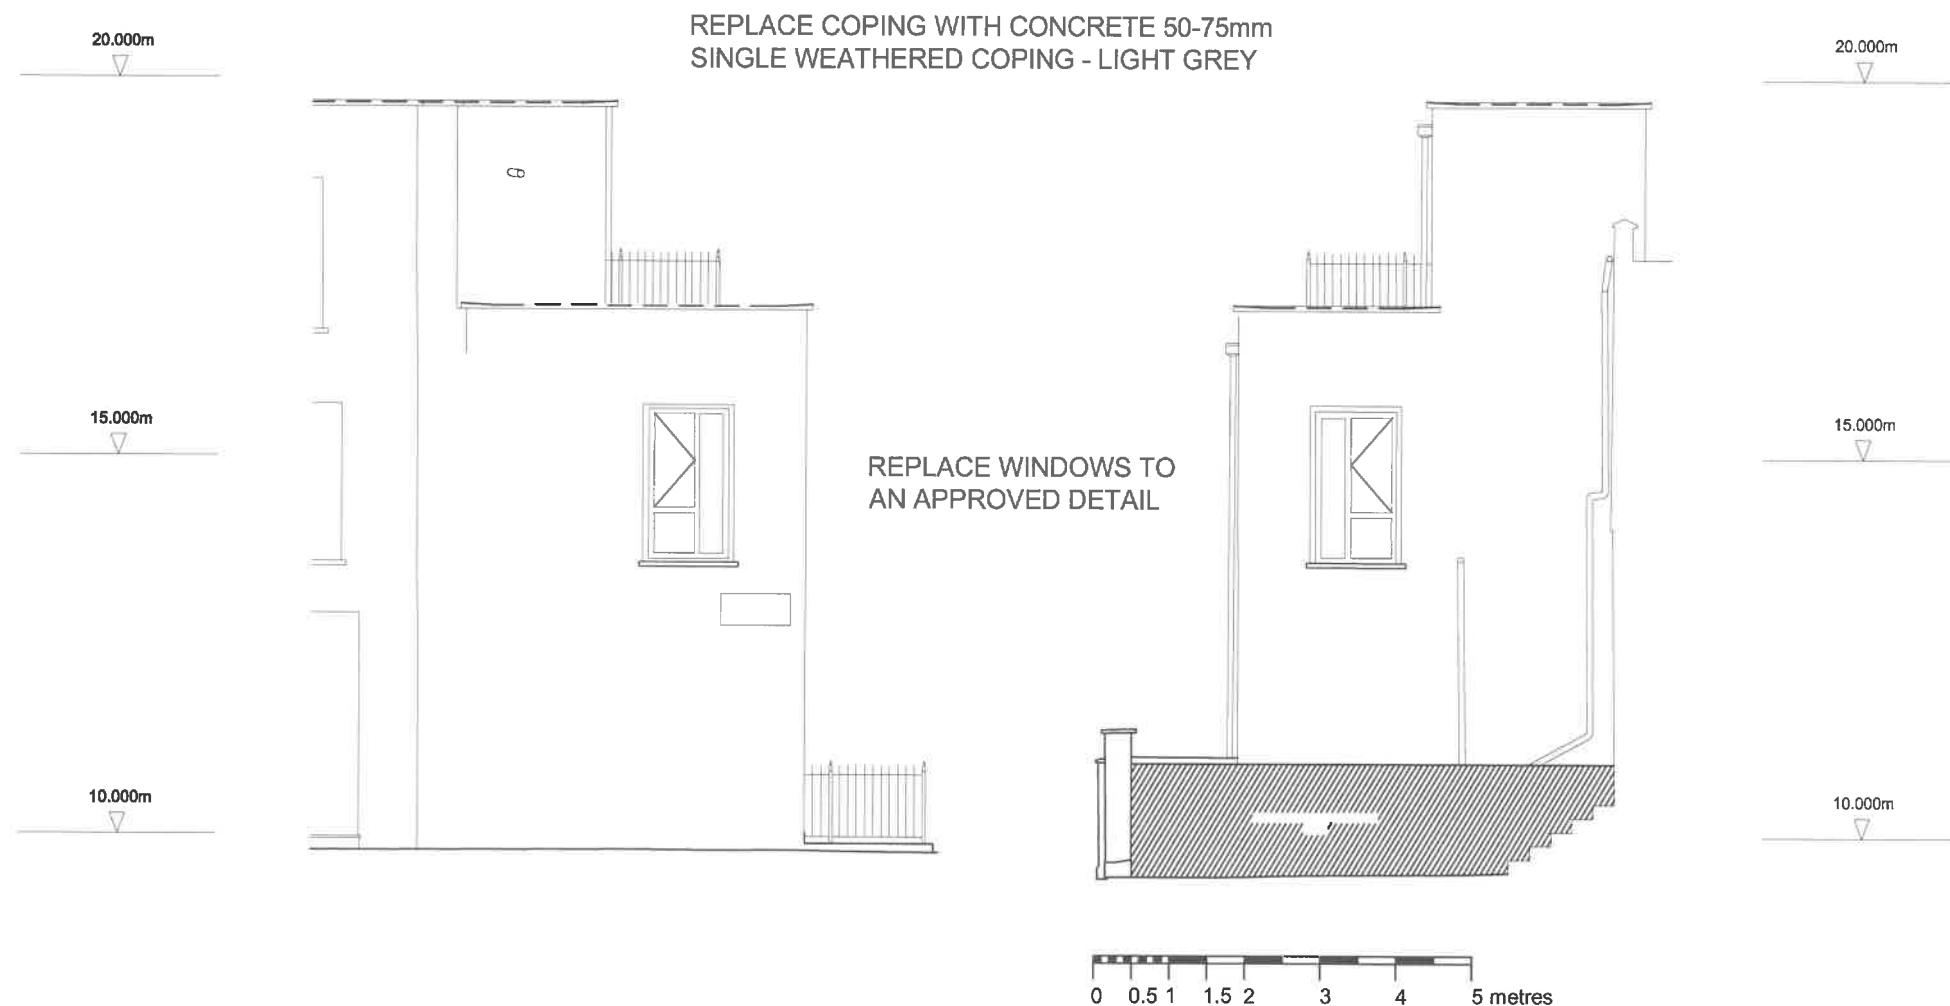 REPLACE COPING WITH CONCRETE 50-75mm
SINGLE WEATHERED COPING - LIGHT GREY
20.000m
20.000m
15.000m
15.000m
REPLACE WINDOWS TO
AN APPROVED DETAIL
10.000m
10.000m
0 0.5 1 1.5 2 3 4 5 metres